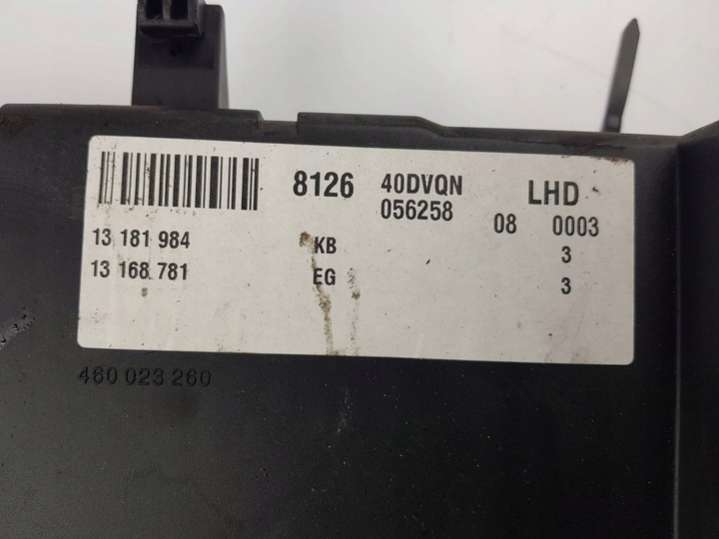 8126 40DVQN LHD
056258 08 0003
13 181 984 KB 3
13 168 781 EG 3
460 023 260